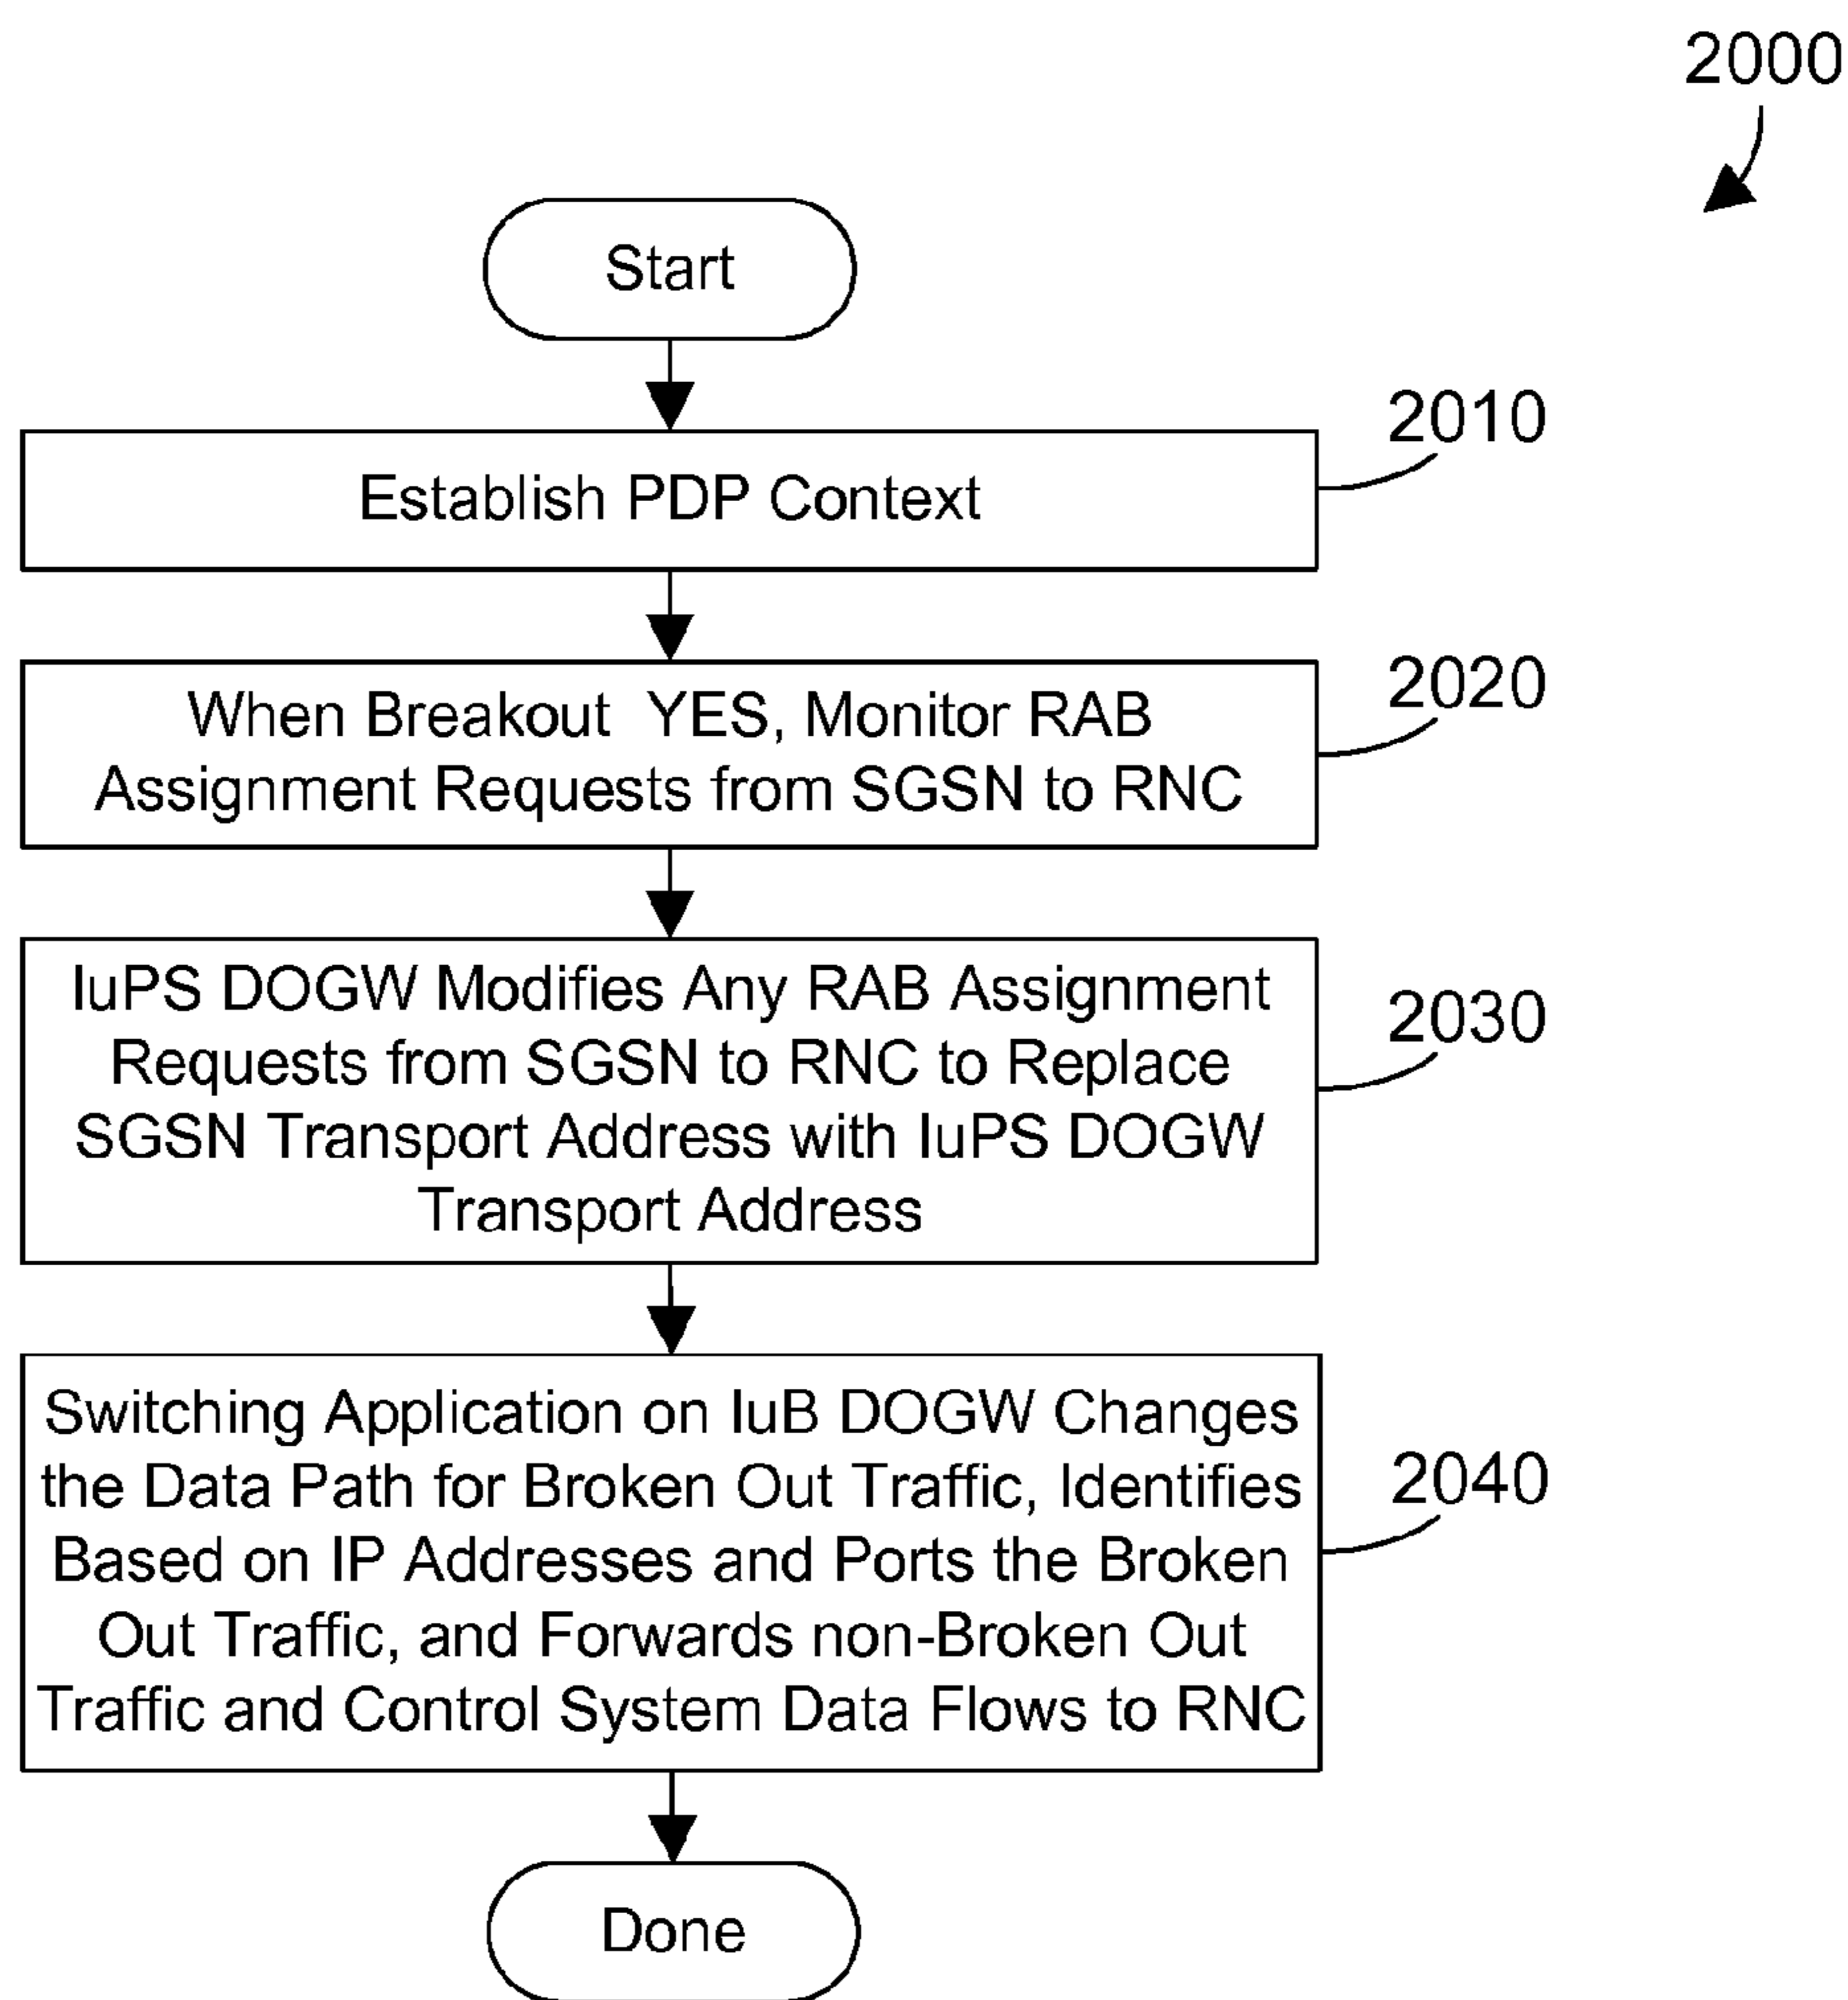 2000
Start
2010
Establish PDP Context
2020
When Breakout YES, Monitor RAB
Assignment Requests from SGSN to RNC
2030
IuPS DOGW Modifies Any RAB Assignment
Requests from SGSN to RNC to Replace
SGSN Transport Address with IuPS DOGW
Transport Address
2040
Switching Application on IuB DOGW Changes
the Data Path for Broken Out Traffic, Identifies
Based on IP Addresses and Ports the Broken
Out Traffic, and Forwards non-Broken Out
Traffic and Control System Data Flows to RNC
Done